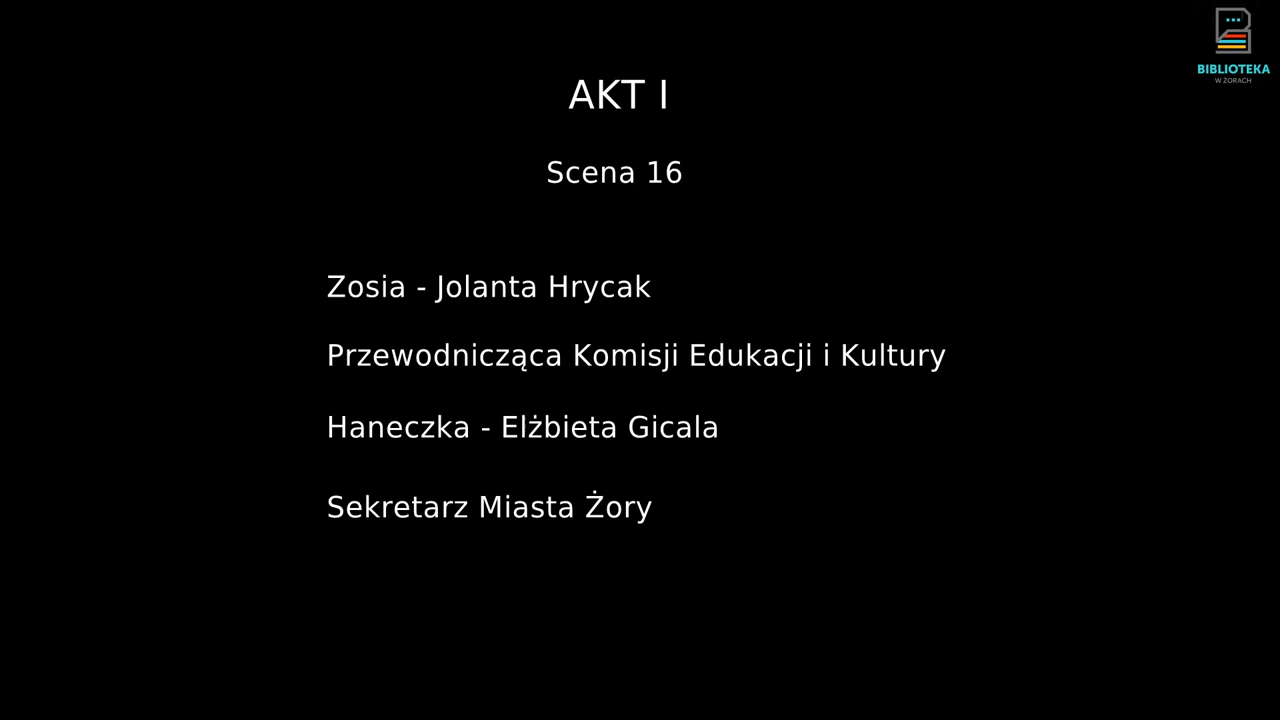 BIBLIOTEKA
W ŻORACH
AKT I
Scena 16
Zosia - Jolanta Hrycak
Przewodnicząca Komisji Edukacji i Kultury
Haneczka - Elżbieta Gicala
Sekretarz Miasta Żory